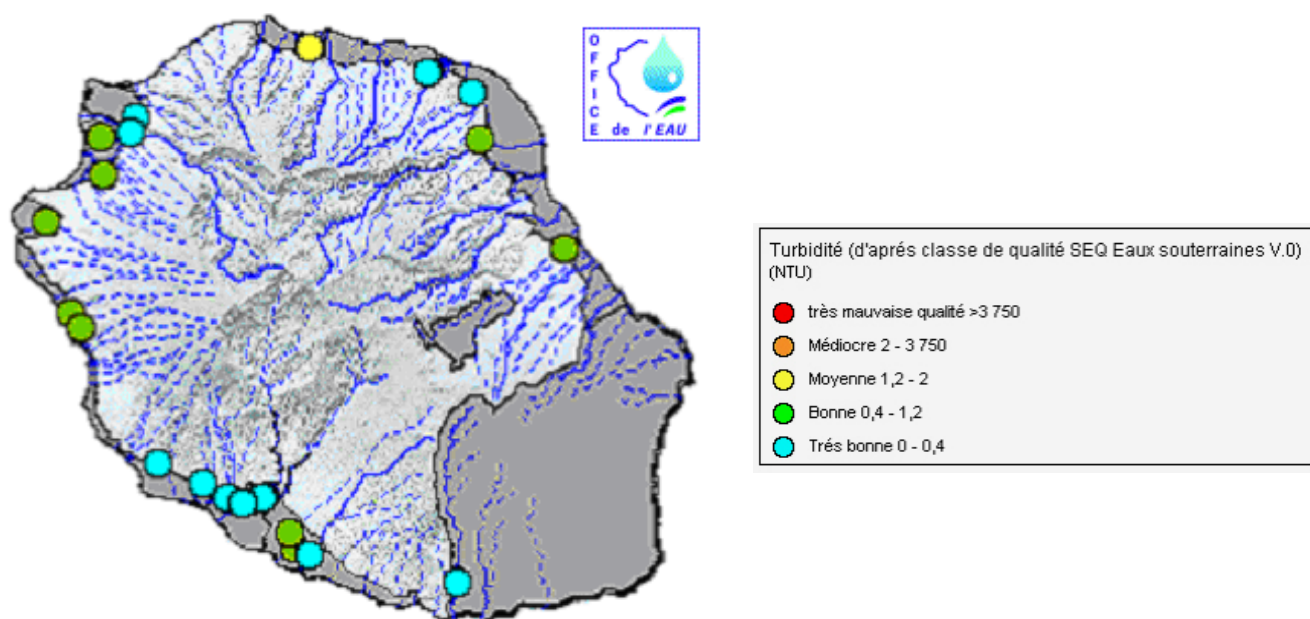 OFFICE
de l'EAU
Turbidité (d'aprés classe de qualité SEQ Eaux souterraines V.0)
(NTU)
très mauvaise qualité >3 750
Médiocre 2 - 3 750
Moyenne 1,2 - 2
Bonne 0,4 - 1,2
Trés bonne 0 - 0,4